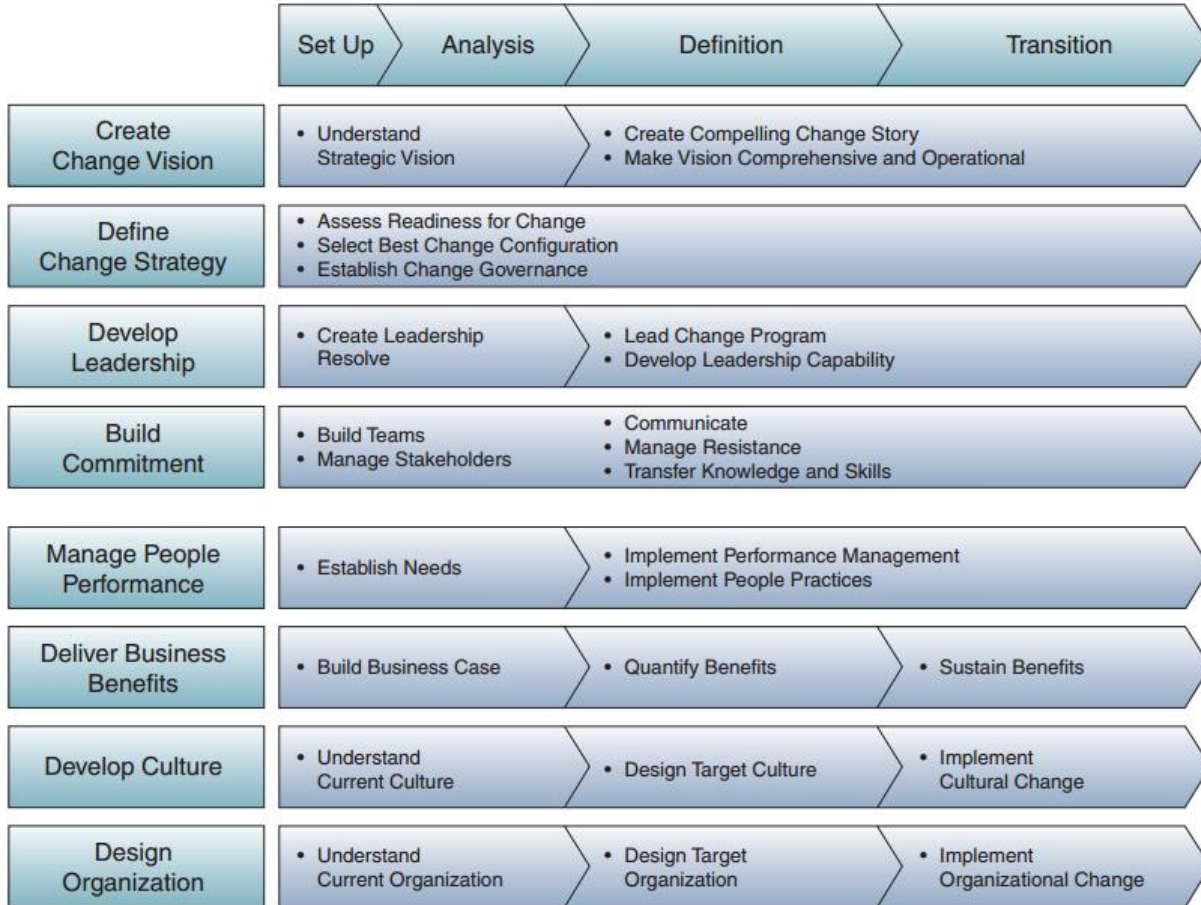 Set Up
Analysis
Definition
Transition
Create
Change Vision
• Understand
Strategic Vision
• Create Compelling Change Story
• Make Vision Comprehensive and Operational
Define
Change Strategy
• Assess Readiness for Change
• Select Best Change Configuration
• Establish Change Governance
Develop
Leadership
• Create Leadership
Resolve
• Lead Change Program
• Develop Leadership Capability
Build
Commitment
• Build Teams
• Manage Stakeholders
• Communicate
• Manage Resistance
• Transfer Knowledge and Skills
Manage People
Performance
• Establish Needs
• Implement Performance Management
• Implement People Practices
Deliver Business
Benefits
• Build Business Case
• Quantify Benefits
• Sustain Benefits
Develop Culture
• Understand
Current Culture
• Design Target Culture
• Implement
Cultural Change
Design
Organization
• Understand
Current Organization
• Design Target
Organization
• Implement
Organizational Change